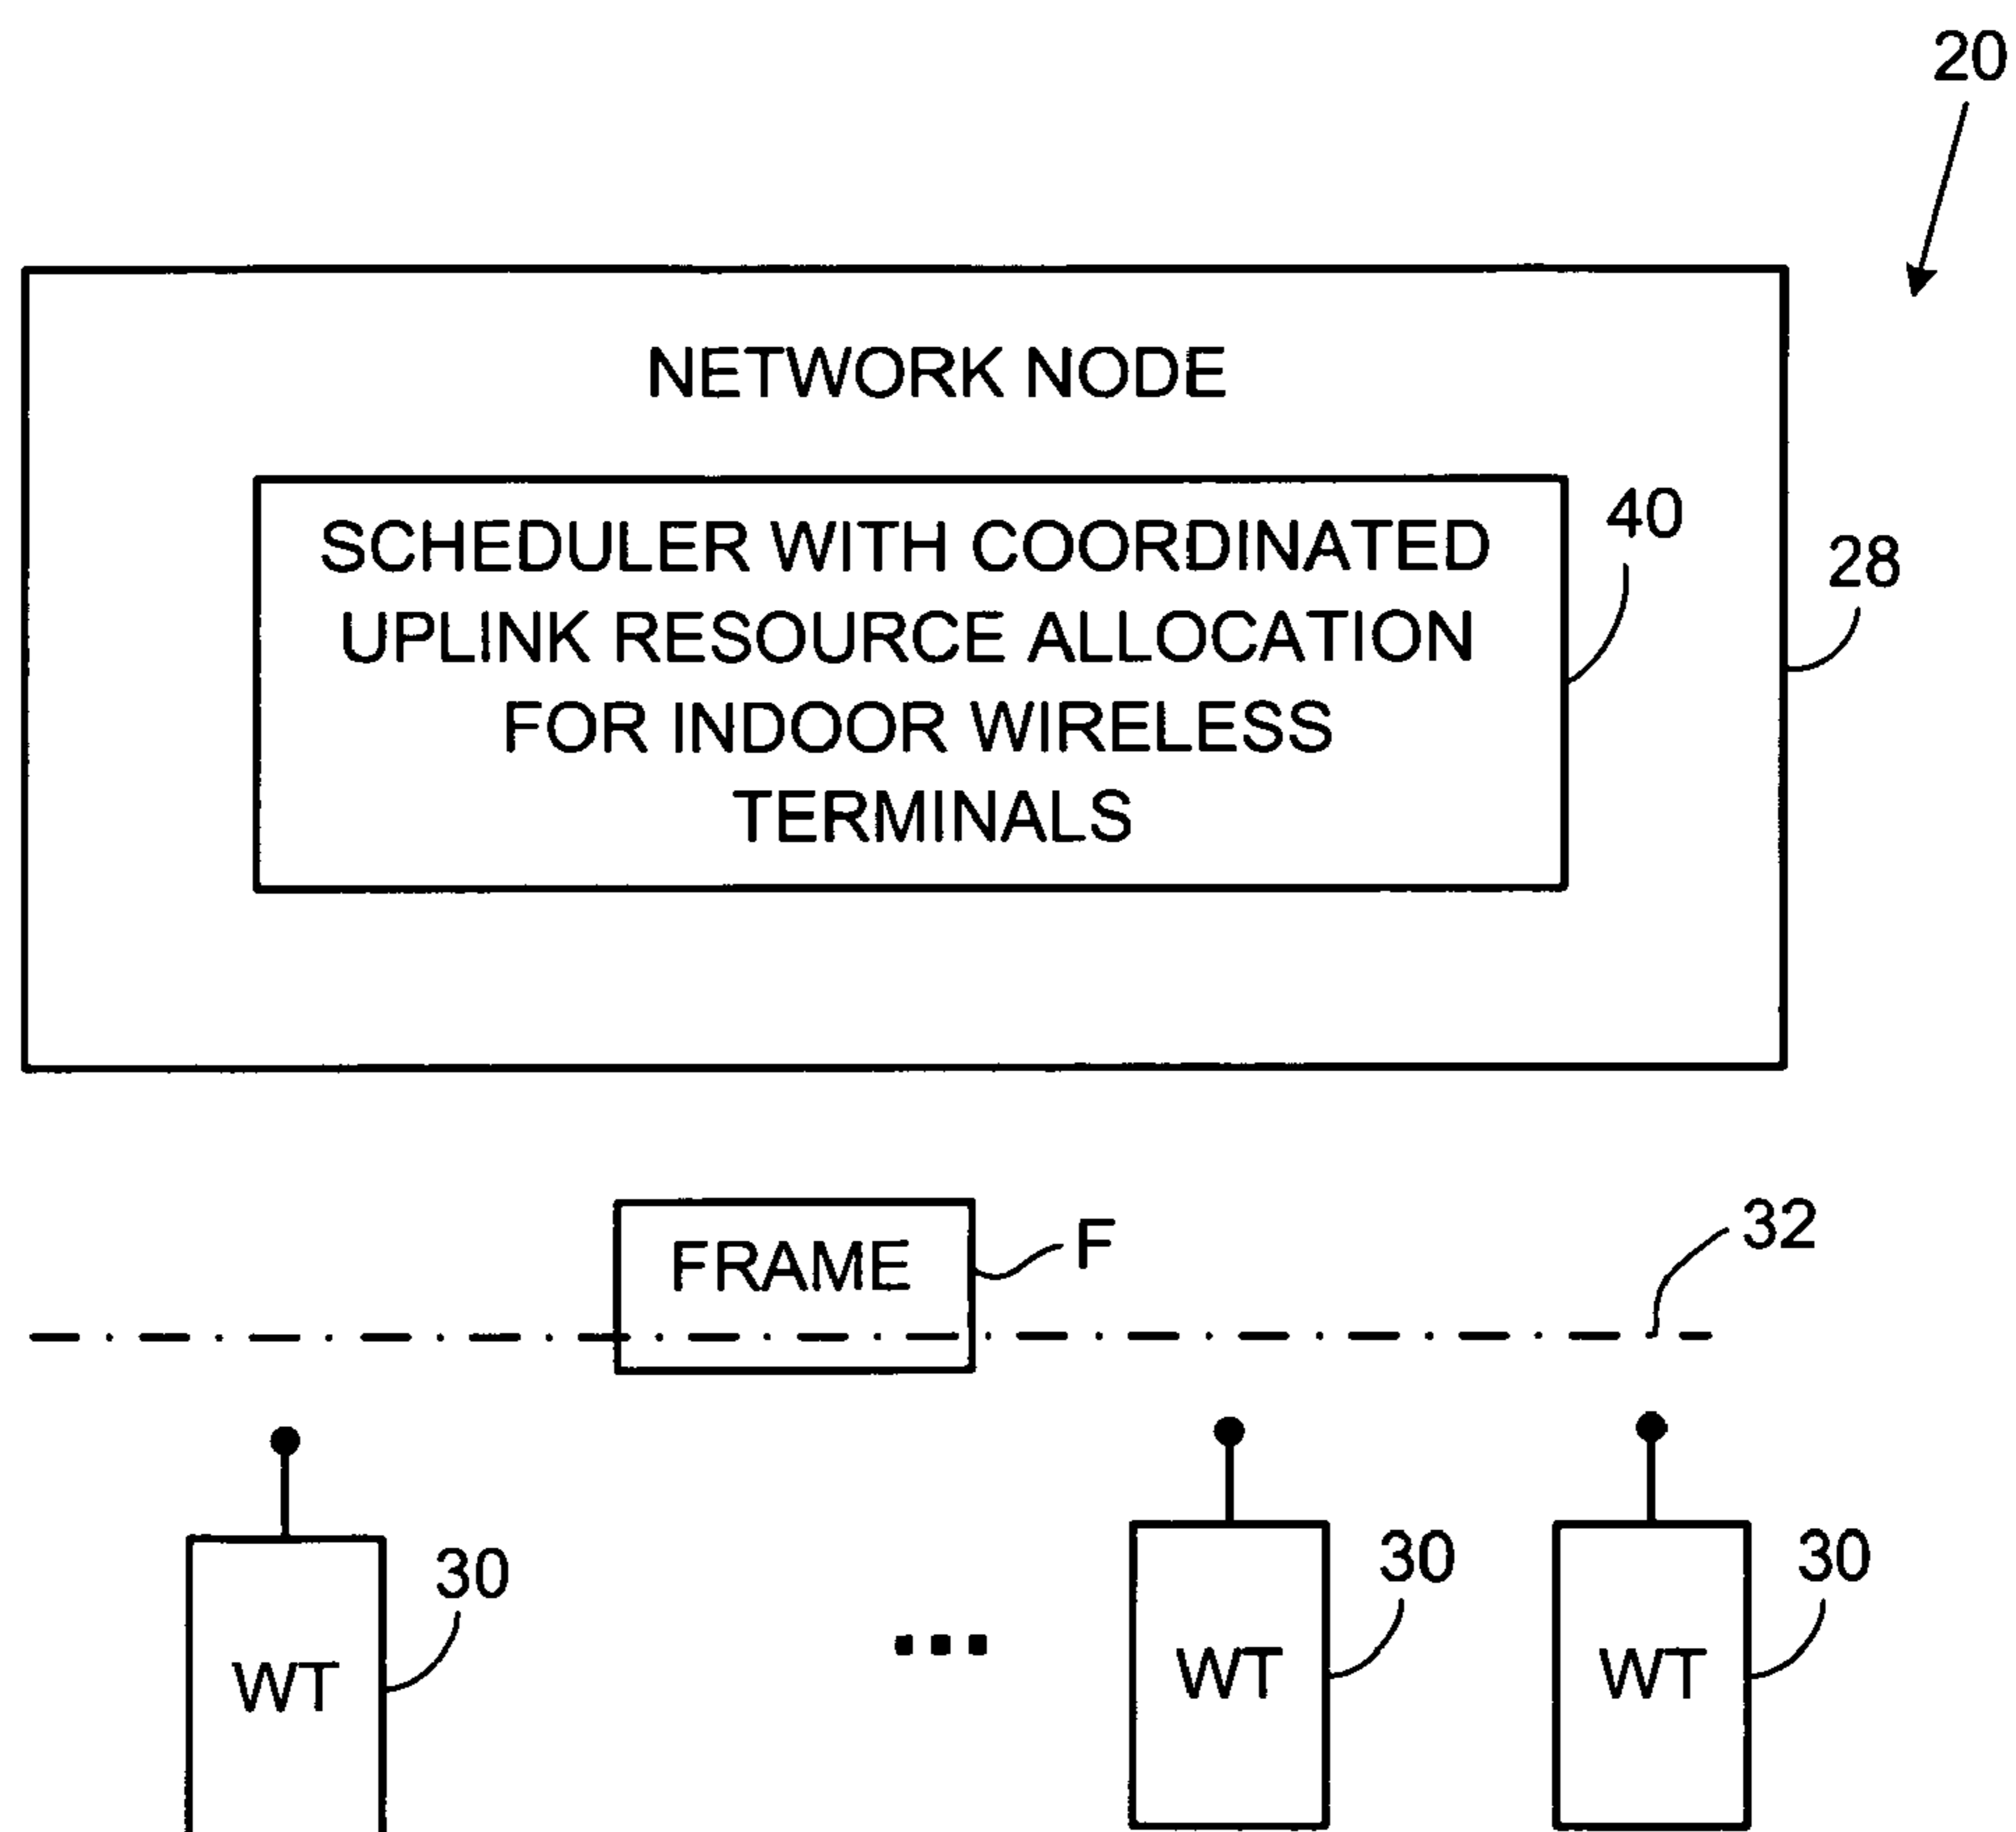 20
NETWORK NODE
SCHEDULER WITH COORDINATED
UPLINK RESOURCE ALLOCATION
FOR INDOOR WIRELESS
TERMINALS
40
28
FRAME
F
32
30
30
30
WT
WT
WT